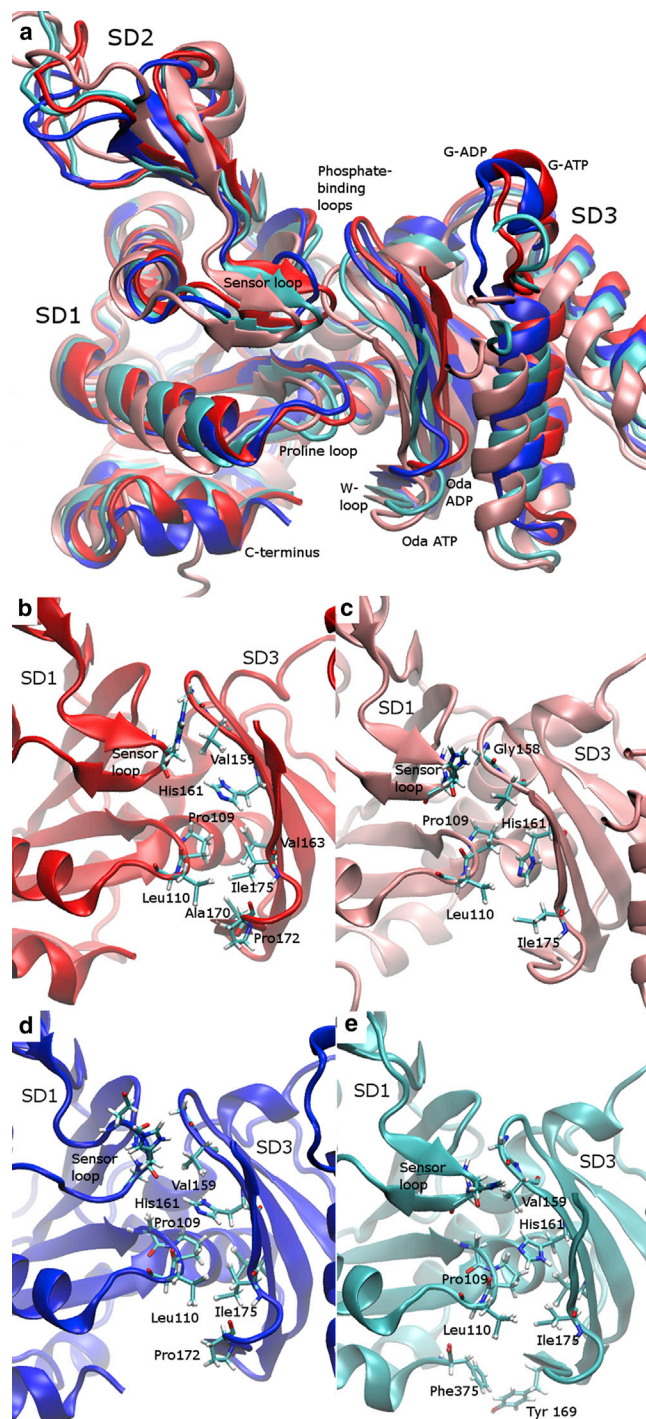 a
SD2
Phosphate-
binding
loops
G-ADP
G-ATP
SD3
Sensor loop
SD1
Proline loop
W-
loop
Oda
ADP
Oda ATP
C-terminus
b
SD3
SD1
Sensor
loop
Val159
His161
Pro109
Val163
Leu110
Ile175
Ala170
Pro172
c
SD1
Gly158
SD3
Sensor
loop
Pro109
His161
Leu110
Ile175
d
SD1
SD3
Sensor
loop
Val159
His161
Pro109
Leu110
Ile175
Pro172
e
SD1
SD3
Sensor
loop
Val159
His161
Pro109
Leu110
Ile175
Phe375
Tyr 169